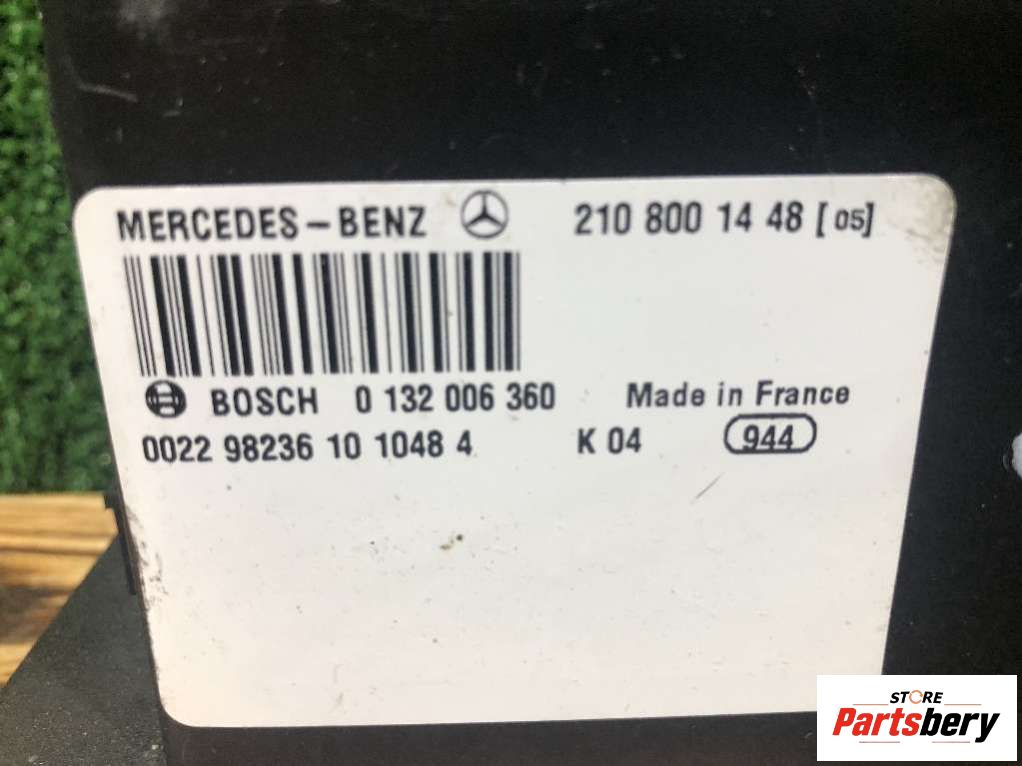 MERCEDES-BENZ 210 800 14 48 [05]
BOSCH 0 132 006 360 Made in France
0022 98236 10 1048 4 K 04 944
STORE
Partsbery